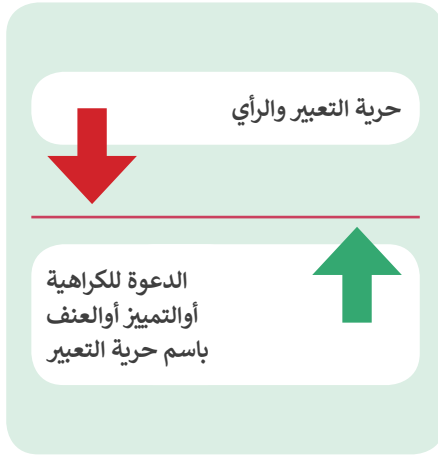 حرية التعبير والرأي
الدعوة للكراهية
أوالتمييز أوالعنف
باسم حرية التعبير